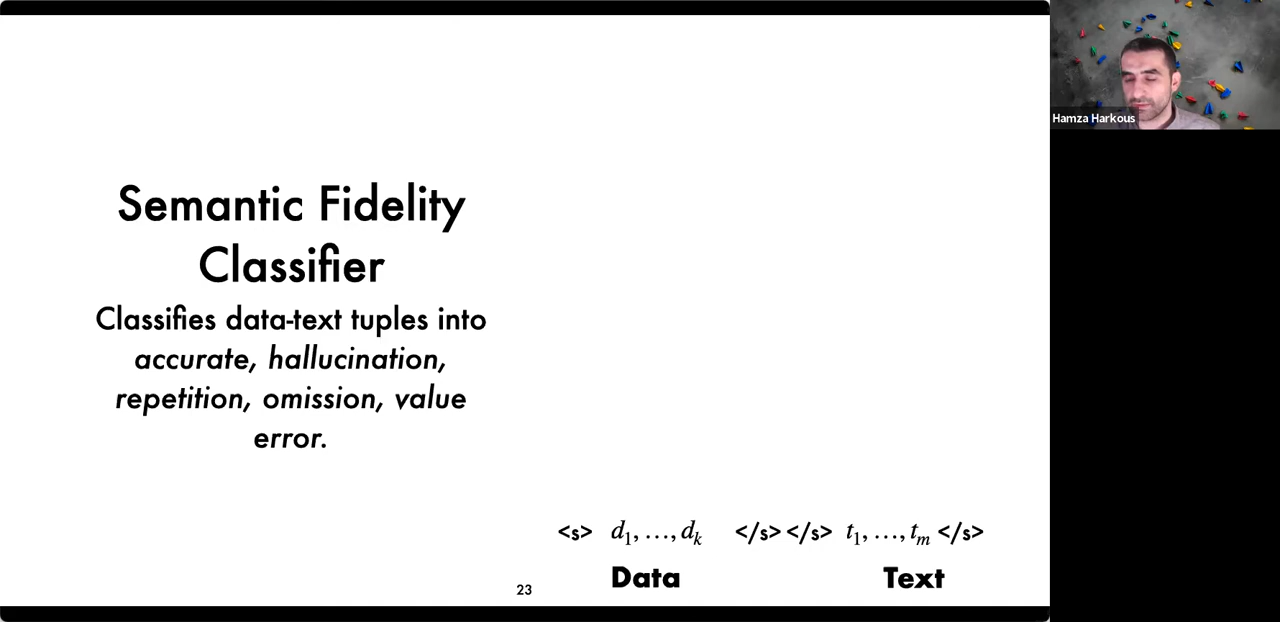 Semantic Fidelity
Classifier
Classifies data-text tuples into
accurate, hallucination,
repetition, omission, value
error.
<s> d1, …, dk </s> </s> t1, …, tm </s>
Data Text
23
Hamza Harkous